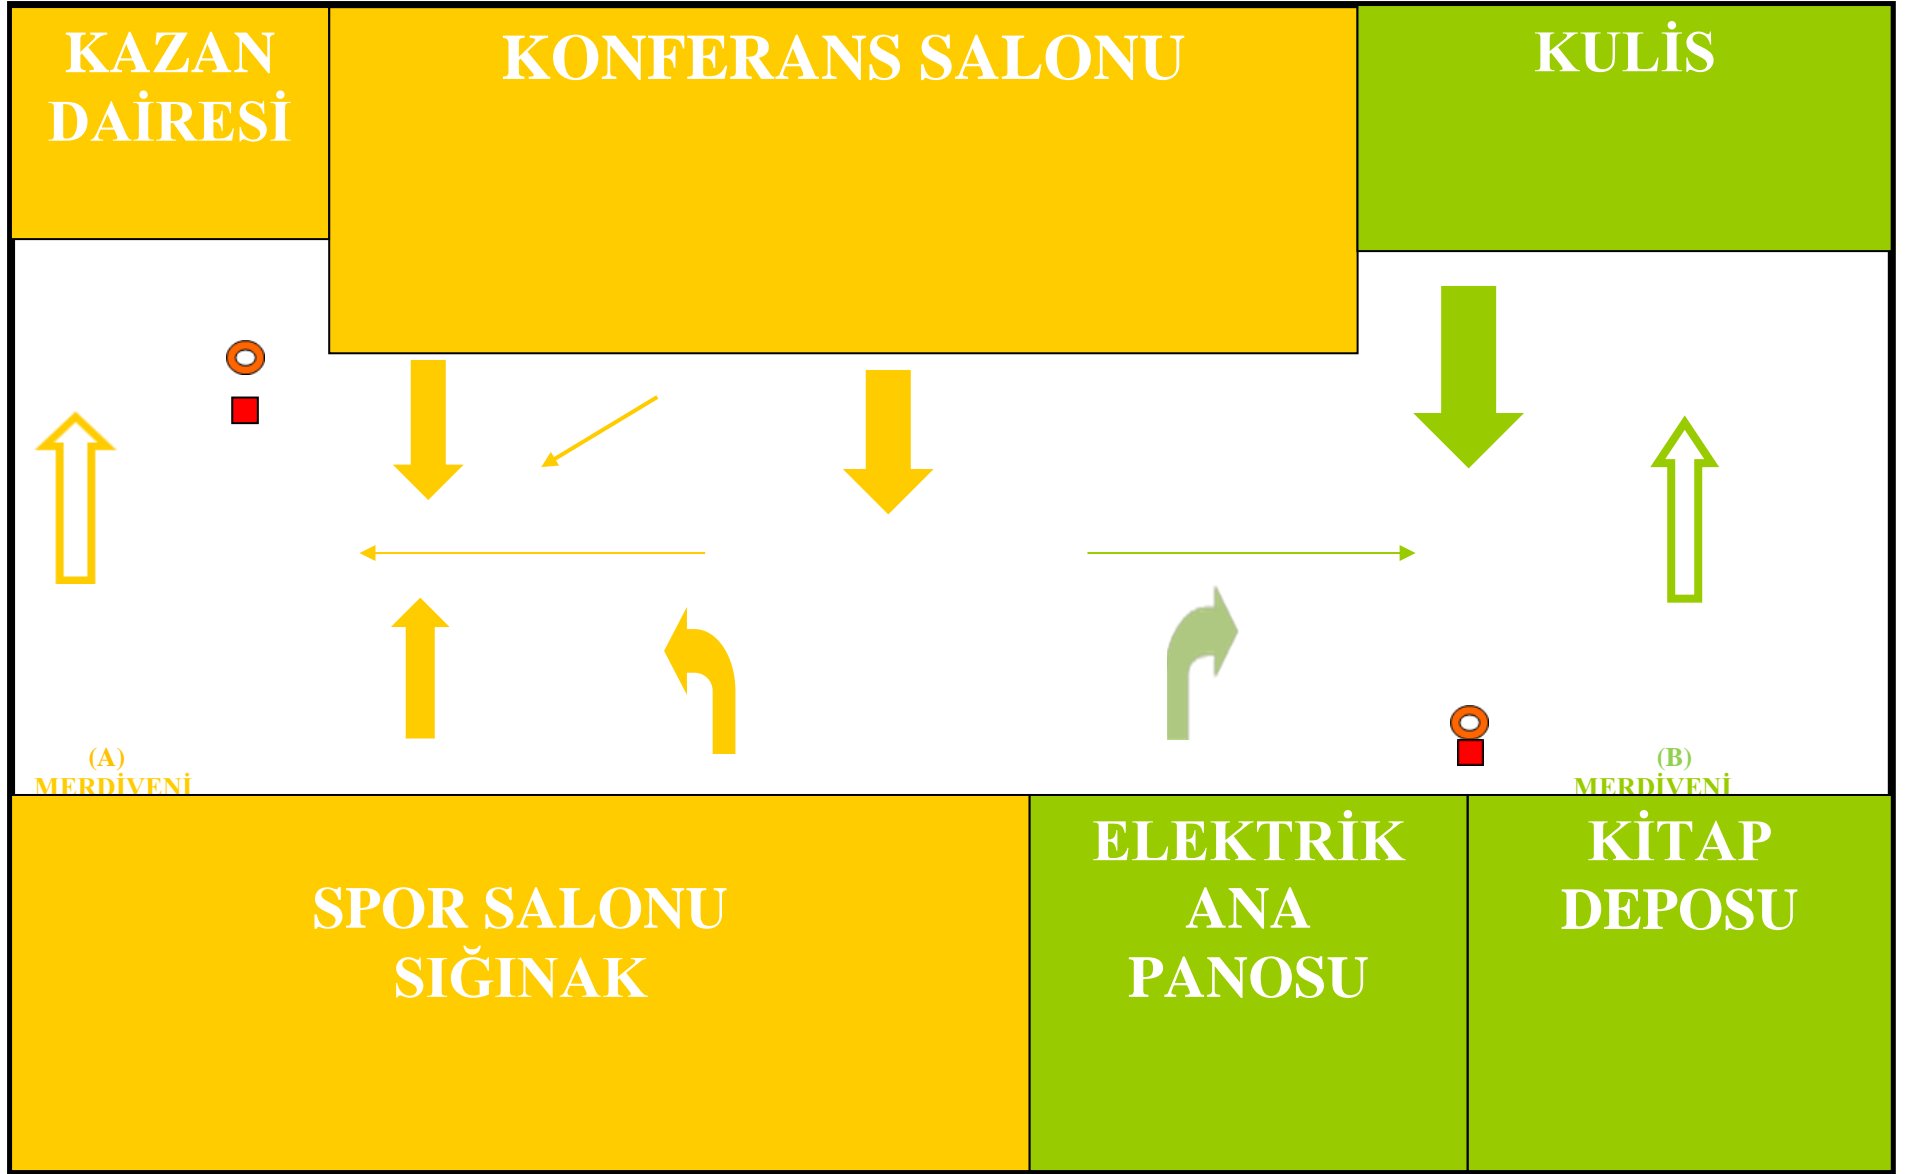 KAZAN
DAİRESİ
KONFERANS SALONU
KULİS
(A)
MERDİVENİ
(B)
MERDİVENİ
SPOR SALONU
SIĞINAK
ELEKTRİK
ANA
PANOSU
KİTAP
DEPOSU